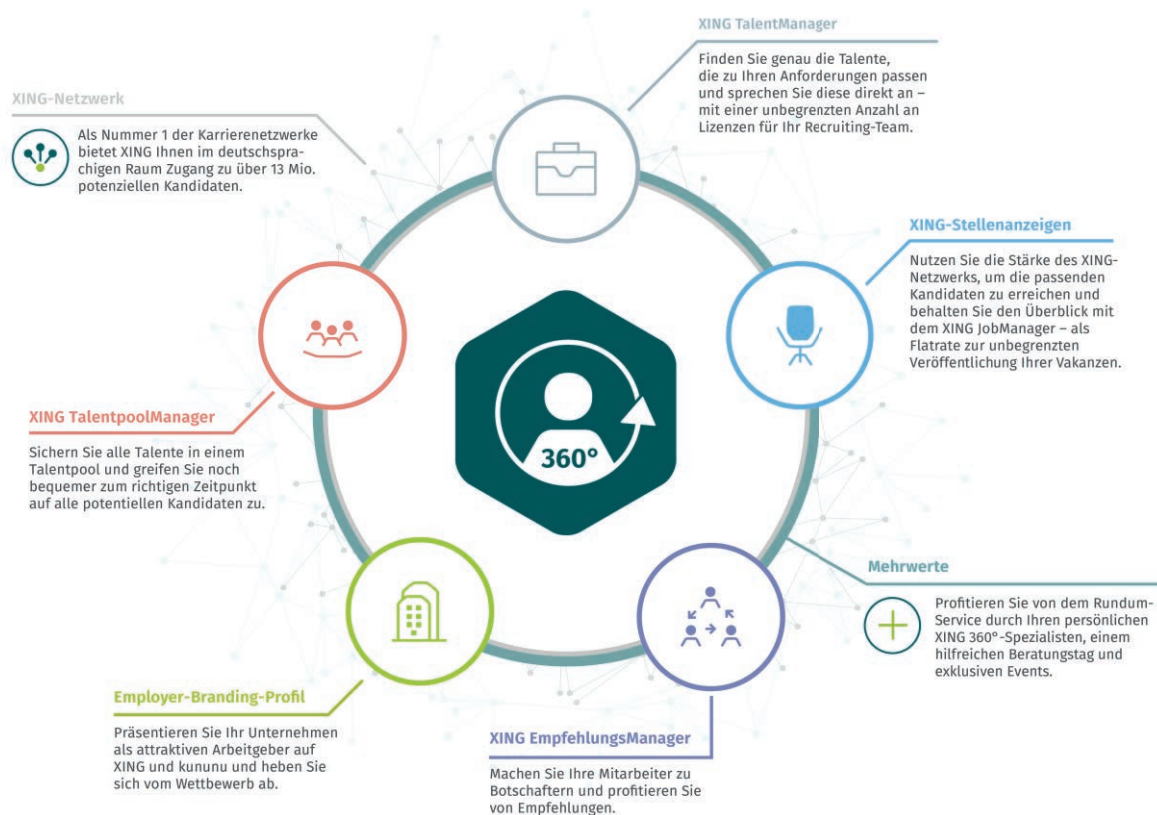 XING TalentManager
Finden Sie genau die Talente,
die zu Ihren Anforderungen passen
und sprechen Sie diese direkt an –
mit einer unbegrenzten Anzahl an
Lizenzen für Ihr Recruiting-Team.
XING-Netzwerk
Als Nummer 1 der Karrierenetzwerke
bietet XING Ihnen im deutschspra-
chigen Raum Zugang zu über 13 Mio.
potenziellen Kandidaten.
XING-Stellenanzeigen
Nutzen Sie die Stärke des XING-
Netzwerks, um die passenden
Kandidaten zu erreichen und
behalten Sie den Überblick mit
dem XING JobManager – als
Flatrate zur unbegrenzten
Veröffentlichung Ihrer Vakanzen.
360°
XING TalentpoolManager
Sichern Sie alle Talente in einem
Talentpool und greifen Sie noch
bequemer zum richtigen Zeitpunkt
auf alle potentiellen Kandidaten zu.
Mehrwerte
Profitieren Sie von dem Rundum-
Service durch Ihren persönlichen
XING 360°-Spezialisten, einem
hilfreichen Beratungstag und
exklusiven Events.
Employer-Branding-Profil
Präsentieren Sie Ihr Unternehmen
als attraktiven Arbeitgeber auf
XING und kununu und heben Sie
sich vom Wettbewerb ab.
XING EmpfehlungsManager
Machen Sie Ihre Mitarbeiter zu
Botschaftern und profitieren Sie
von Empfehlungen.